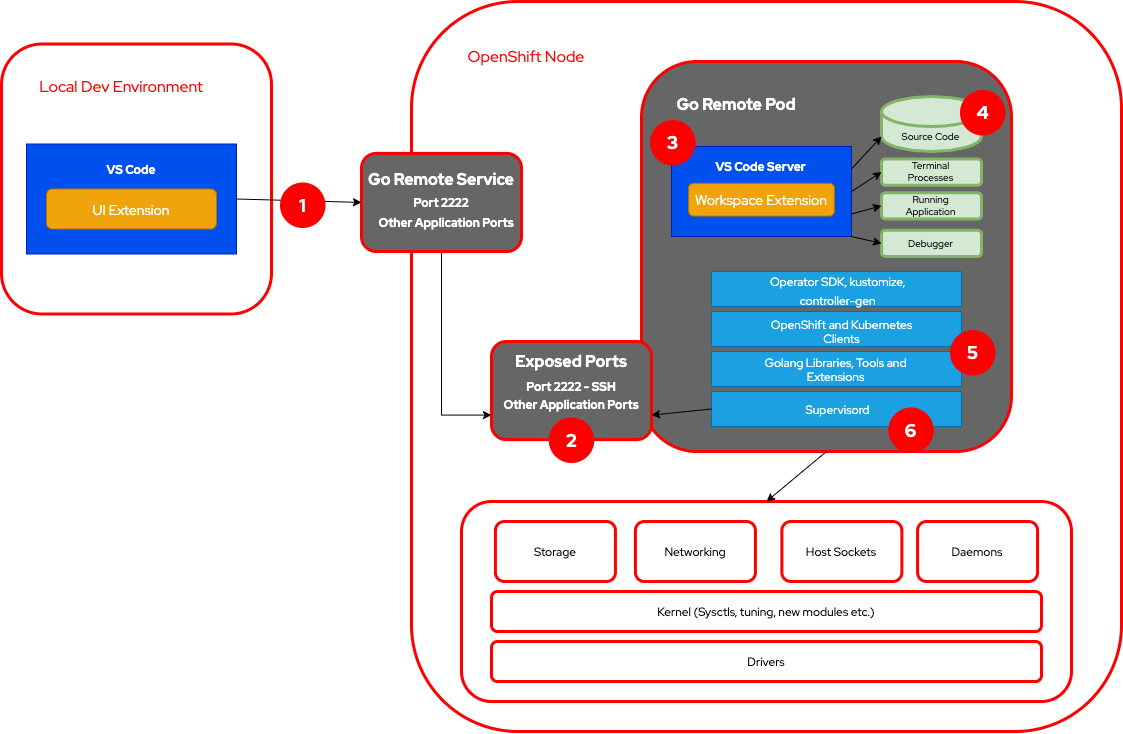 OpenShift Node
Local Dev Environment
VS Code
UI Extension
1
Go Remote Service
Port 2222
Other Application Ports
Go Remote Pod
3
VS Code Server
Workspace Extension
4
Source Code
Terminal
Processes
Running
Application
Debugger
Operator SDK, kustomize,
controller-gen
OpenShift and Kubernetes
Clients
5
Golang Libraries, Tools and
Extensions
Supervisord
6
Exposed Ports
Port 2222 - SSH
Other Application Ports
2
Storage
Networking
Host Sockets
Daemons
Kernel (Sysctls, tuning, new modules etc.)
Drivers